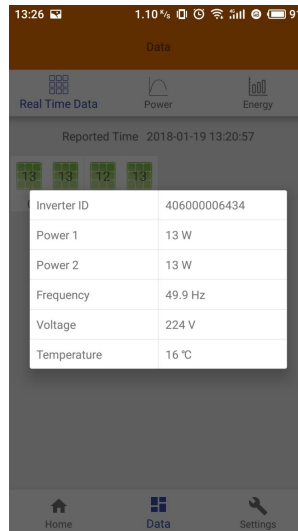 13:26 1.10 K/s 9
Data
Real Time Data Power Energy
Reported Time 2018-01-19 13:20:57
13 13 12 13
Inverter ID 406000006434
Power 1 13 W
Power 2 13 W
Frequency 49.9 Hz
Voltage 224 V
Temperature 16 ℃
Home Data Settings